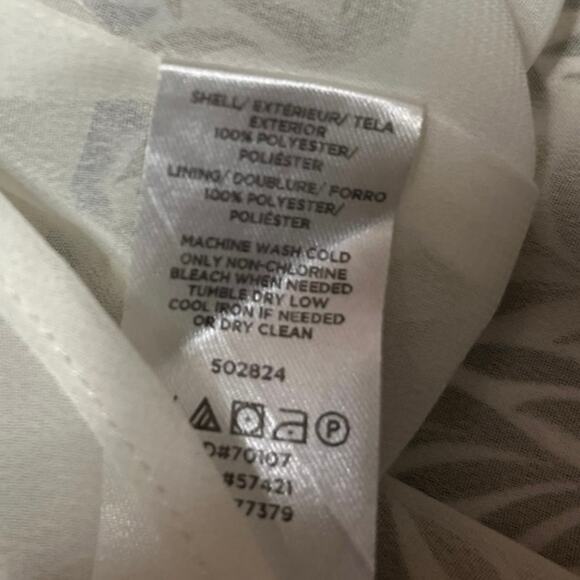 SHELL/ EXTÉRIEUR/ TELA
EXTERIOR
100% POLYESTER/
POLIÉSTER
LINING/ DOUBLURE/ FORRO
100% POLYESTER/
POLIÉSTER
MACHINE WASH COLD
ONLY NON-CHLORINE
BLEACH WHEN NEEDED
TUMBLE DRY LOW
COOL IRON IF NEEDED
OR DRY CLEAN
502824
P
D#70107
#57421
77379